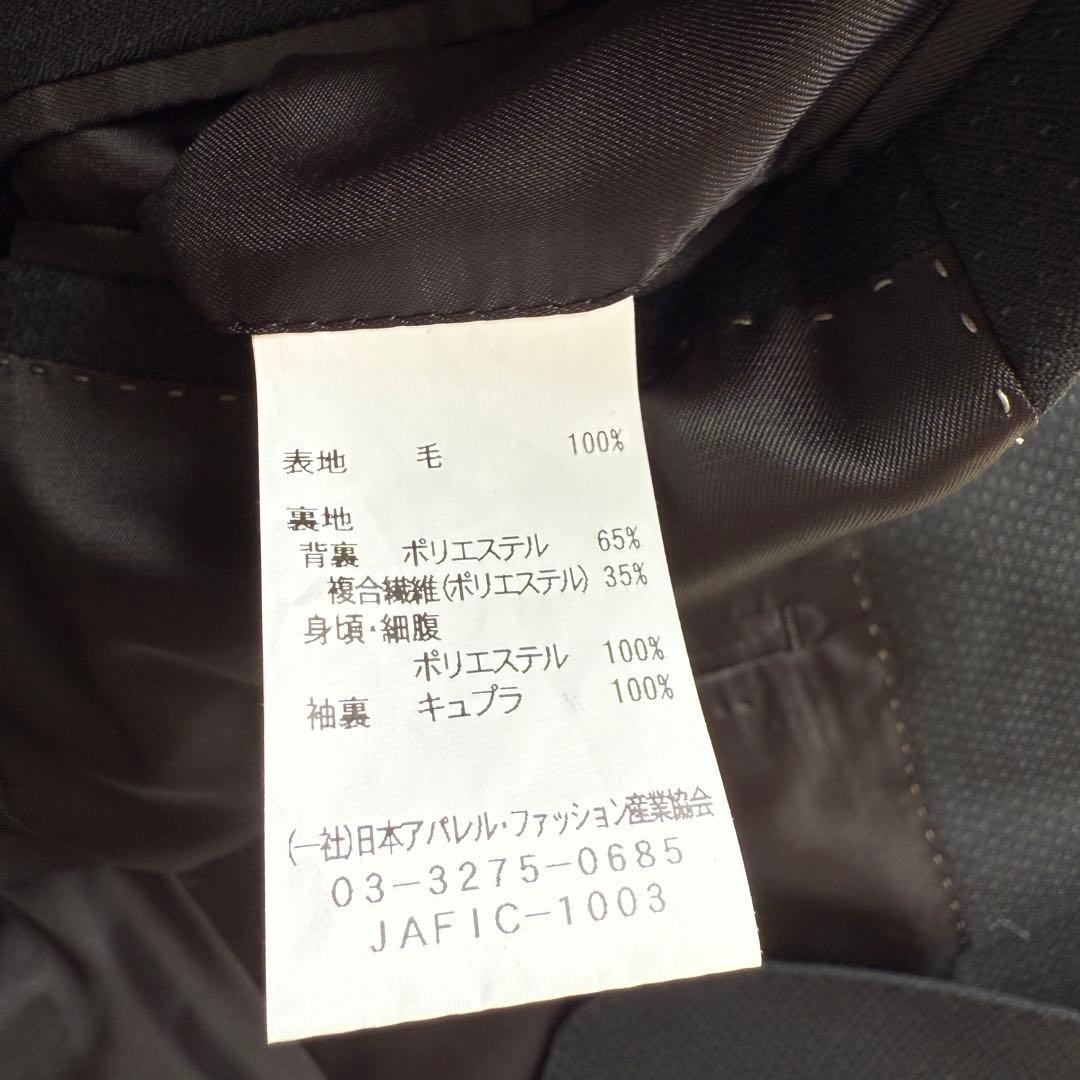 表地 毛 100%
裏地
背裏 ポリエステル 65%
複合繊維(ポリエステル) 35%
身頃・細腹
ポリエステル 100%
袖裏 キュプラ 100%
(一社)日本アパレル・ファッション産業協会
03-3275-0685
JAFIC-1003